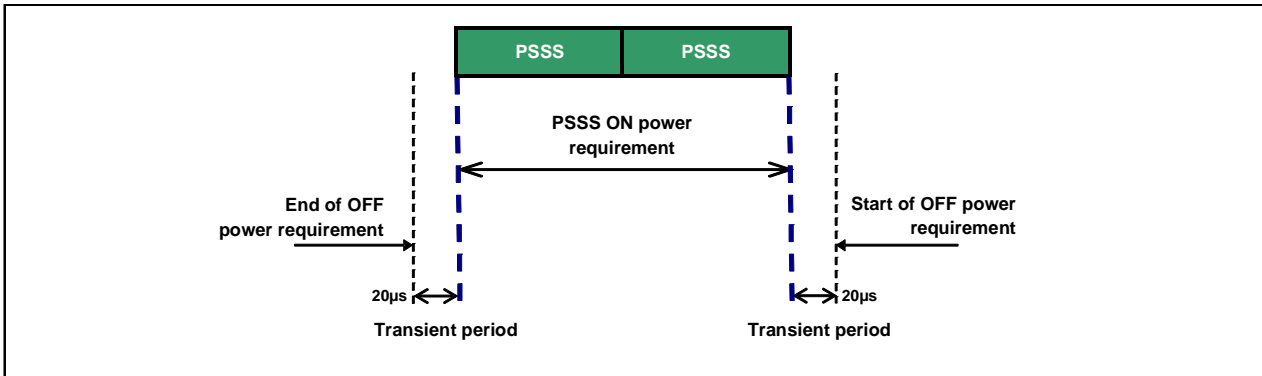 PSSS PSSS
PSSS ON power
requirement
End of OFF
power requirement
Start of OFF power
requirement
20µs
20µs
Transient period
Transient period